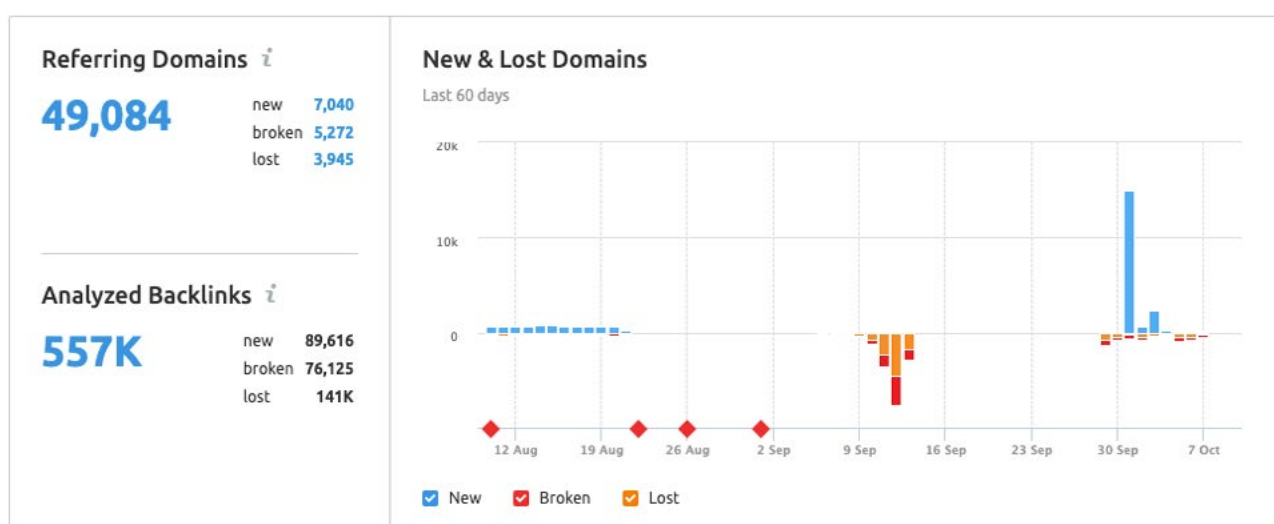 Referring Domains i
49,084
new 7,040
broken 5,272
lost 3,945
Analyzed Backlinks i
557K
new 89,616
broken 76,125
lost 141K
New & Lost Domains
Last 60 days
20k
10k
0
12 Aug 19 Aug 26 Aug 2 Sep 9 Sep 16 Sep 23 Sep 30 Sep 7 Oct
New Broken Lost